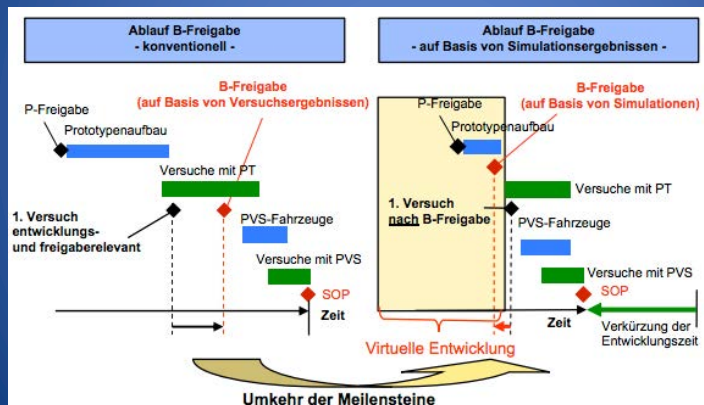 Ablauf B-Freigabe
- konventionell -
P-Freigabe
B-Freigabe
(auf Basis von Versuchsergebnissen)
Prototypenaufbau
Versuche mit PT
1. Versuch
entwicklungs-
und freigaberelevant
PVS-Fahrzeuge
Versuche mit PVS
SOP
Zeit
Ablauf B-Freigabe
- auf Basis von Simulationsergebnissen -
B-Freigabe
(auf Basis von Simulationen)
P-Freigabe
Prototypenaufbau
Versuche mit PT
1. Versuch
nach B-Freigabe
PVS-Fahrzeuge
Versuche mit PVS
SOP
Zeit
Verkürzung der
Entwicklungszeit
Virtuelle Entwicklung
Umkehr der Meilensteine